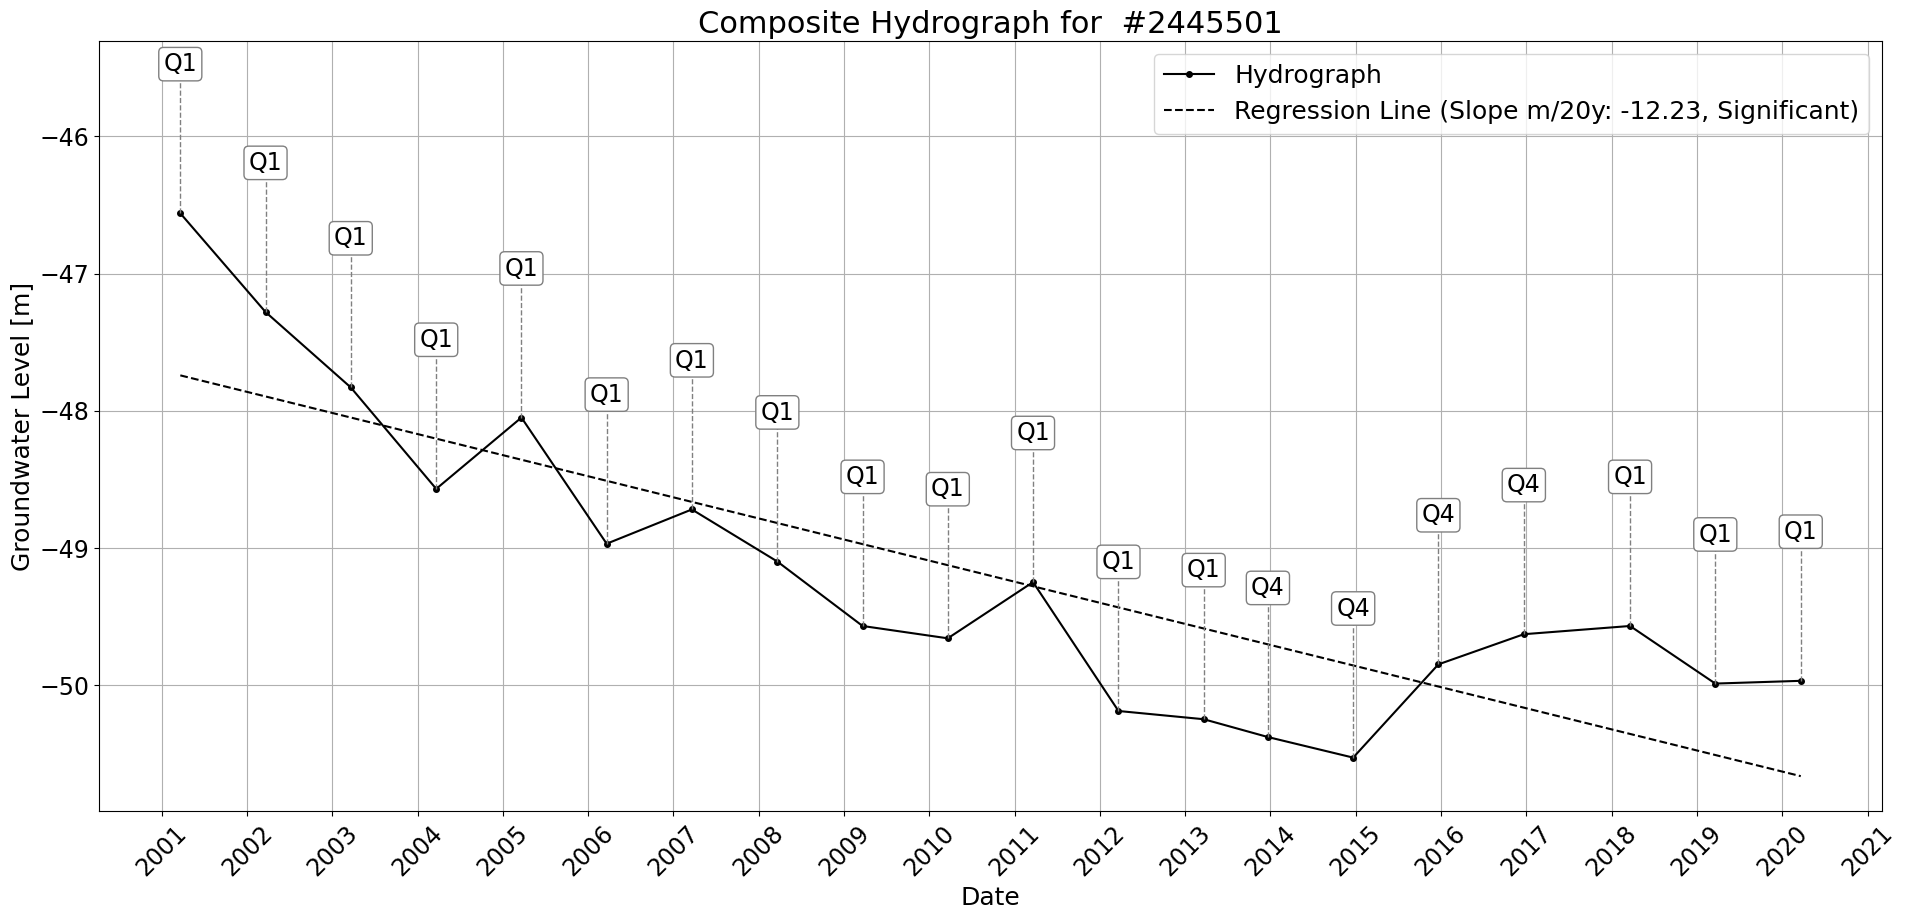 Composite Hydrograph for  #2445501
Hydrograph
Regression Line (Slope m/20y: -12.23, Significant)
Groundwater Level [m]
−46
−47
−48
−49
−50
Q1
Q1
Q1
Q1
Q1
Q1
Q1
Q1
Q1
Q1
Q1
Q1
Q1
Q4
Q4
Q4
Q4
Q1
Q1
Q1
2001
2002
2003
2004
2005
2006
2007
2008
2009
2010
2011
2012
2013
2014
2015
2016
2017
2018
2019
2020
2021
Date